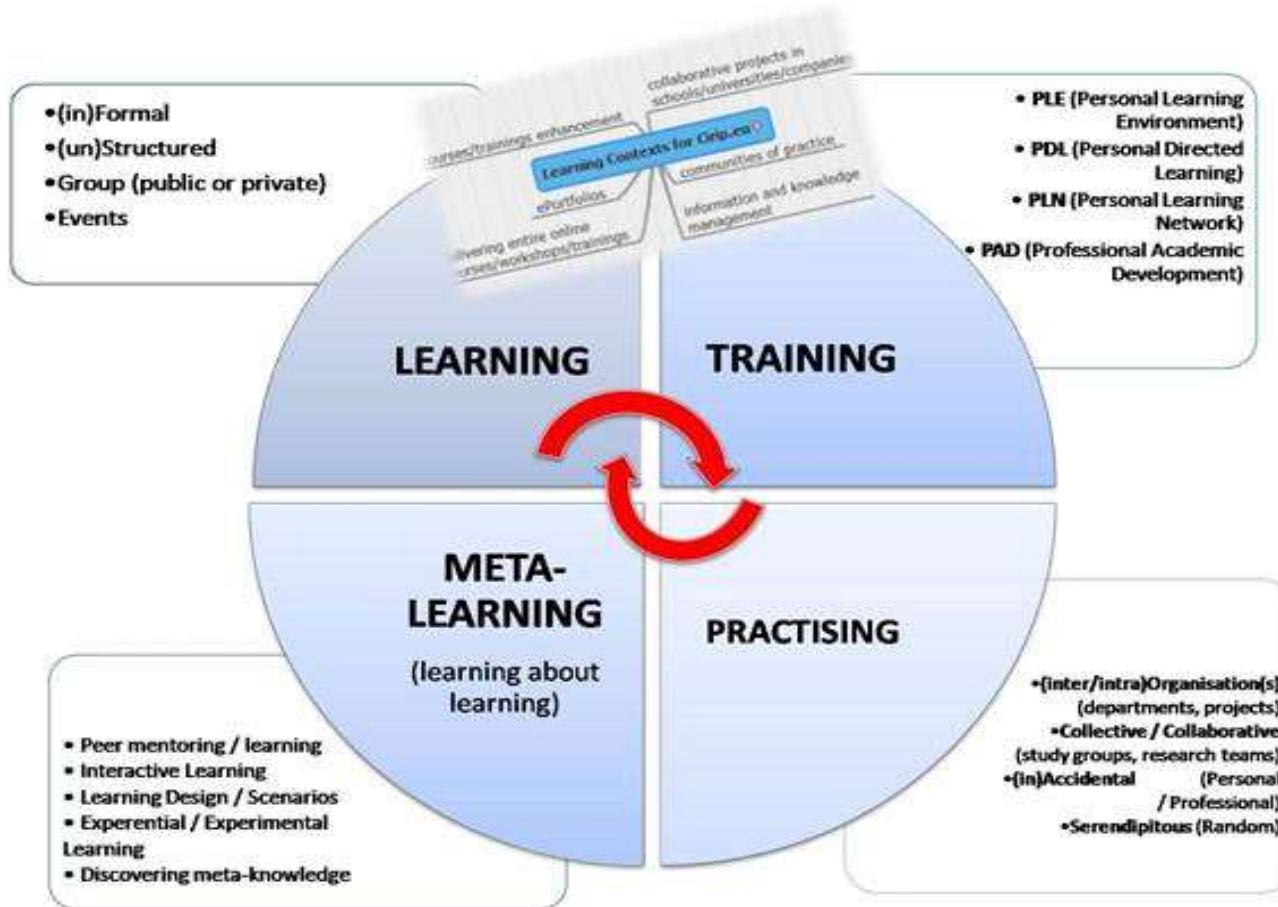 •(in)Formal
•(un)Structured
•Group (public or private)
•Events
collaborative projects in
schools/universities/companies
courses/trainings enhancement
Learning Contexts for Cirip.eu
communities of practice
ePortfolios
information and knowledge
management
ivering entire online
urses/workshops/trainings
• PLE (Personal Learning
Environment)
• PDL (Personal Directed
Learning)
• PLN (Personal Learning
Network)
• PAD (Professional Academic
Development)
LEARNING
TRAINING
META-
LEARNING
(learning about
learning)
PRACTISING
• Peer mentoring / learning
• Interactive Learning
• Learning Design / Scenarios
• Experential / Experimental
Learning
• Discovering meta-knowledge
•(inter/intra)Organisation(s)
(departments, projects)
•Collective / Collaborative
(study groups, research teams)
•(in)Accidental (Personal
/ Professional)
•Serendipitous (Random)